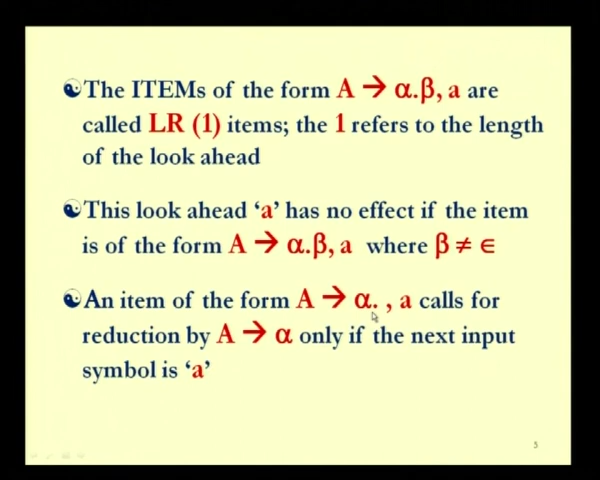 The ITEMs of the form A → α.β, a are
called LR (1) items; the 1 refers to the length
of the look ahead
This look ahead ‘a’ has no effect if the item
is of the form A → α.β, a where β ≠ ∈
An item of the form A → α. , a calls for
reduction by A → α only if the next input
symbol is ‘a’
5